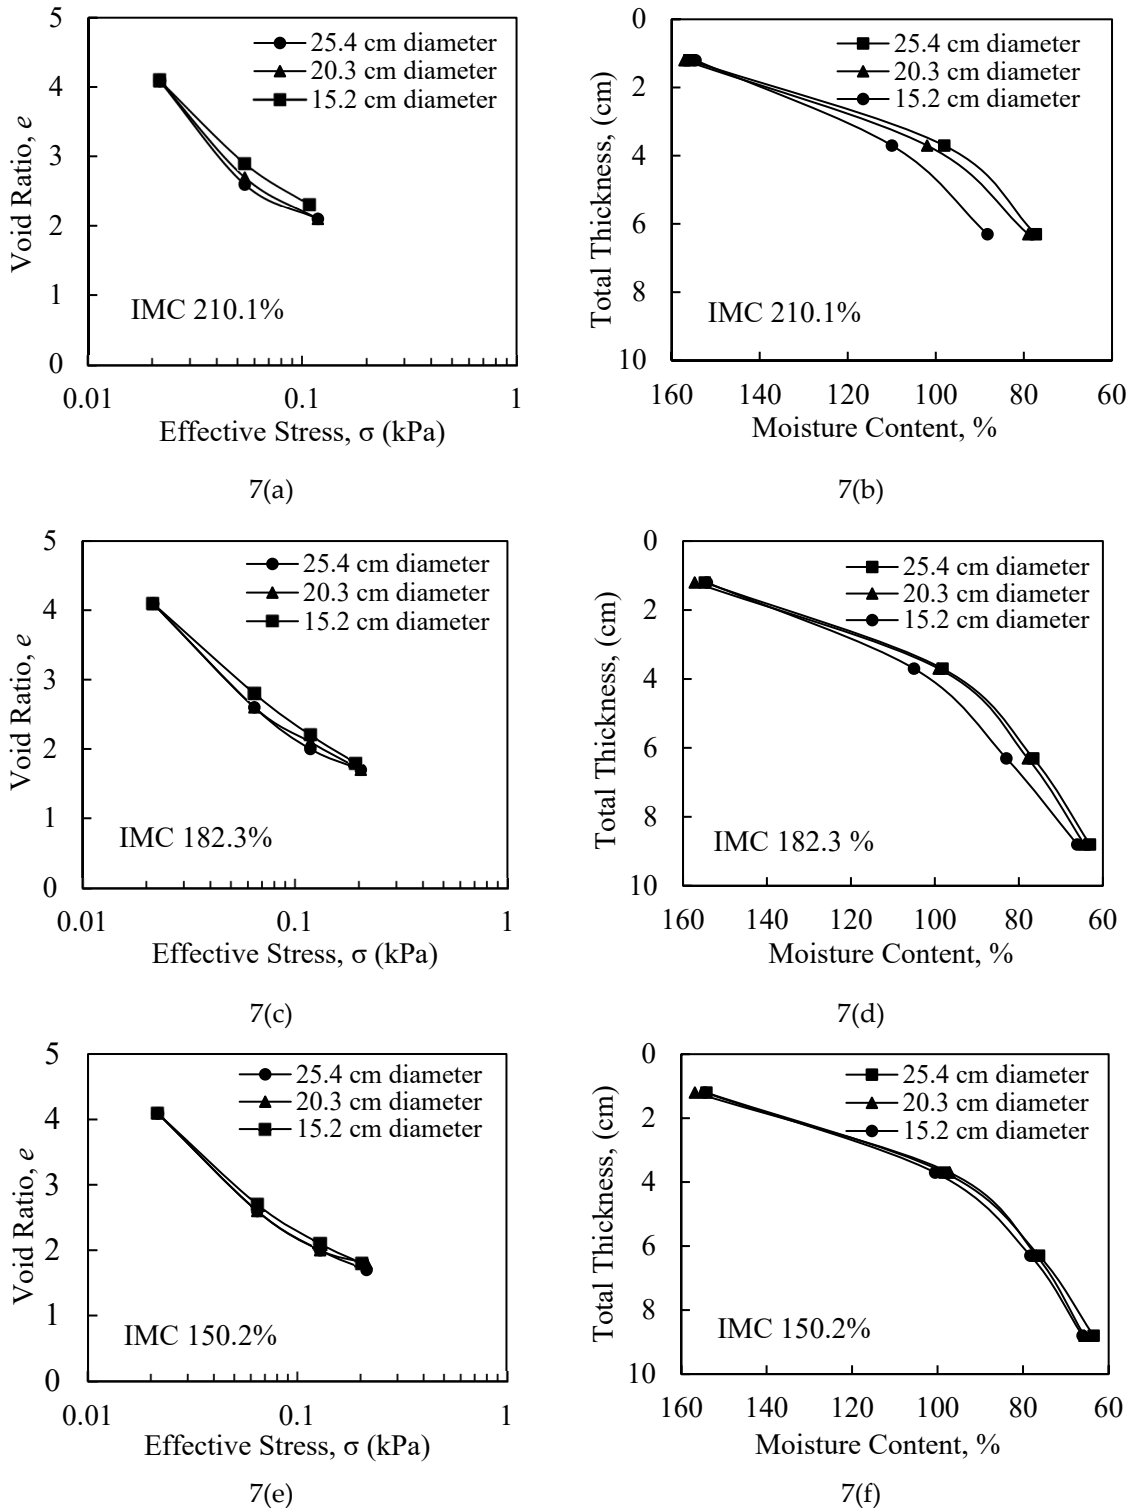 5
4
3
2
1
0
Void Ratio, e
25.4 cm diameter
20.3 cm diameter
15.2 cm diameter
IMC 210.1%
0.01
0.1
1
Effective Stress, σ (kPa)
7(a)
0
2
4
6
8
10
Total Thickness, (cm)
25.4 cm diameter
20.3 cm diameter
15.2 cm diameter
IMC 210.1%
160
140
120
100
80
60
Moisture Content, %
7(b)
5
4
3
2
1
0
Void Ratio, e
25.4 cm diameter
20.3 cm diameter
15.2 cm diameter
IMC 182.3%
0.01
0.1
1
Effective Stress, σ (kPa)
7(c)
0
2
4
6
8
10
Total Thickness, (cm)
25.4 cm diameter
20.3 cm diameter
15.2 cm diameter
IMC 182.3 %
160
140
120
100
80
60
Moisture Content, %
7(d)
5
4
3
2
1
0
Void Ratio, e
25.4 cm diameter
20.3 cm diameter
15.2 cm diameter
IMC 150.2%
0.01
0.1
1
Effective Stress, σ (kPa)
7(e)
0
2
4
6
8
10
Total Thickness, (cm)
25.4 cm diameter
20.3 cm diameter
15.2 cm diameter
IMC 150.2%
160
140
120
100
80
60
Moisture Content, %
7(f)